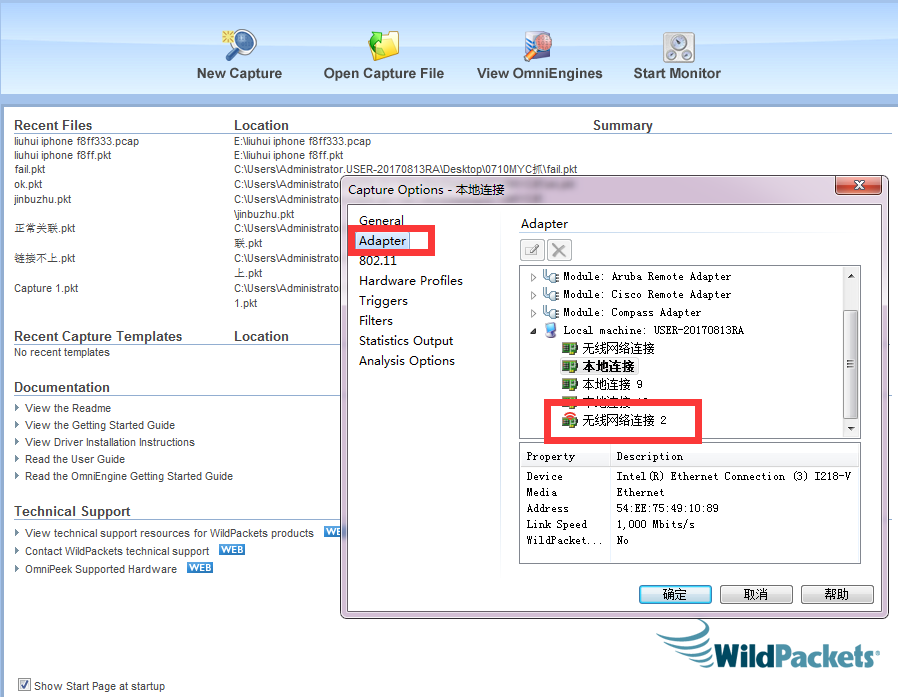 New Capture
Open Capture File
View OmniEngines
Start Monitor
Recent Files
Location
Summary
liuhui iphone f8ff333.pcap
E:\liuhui iphone f8ff333.pcap
liuhui iphone f8ff.pkt
E:\liuhui iphone f8ff.pkt
fail.pkt
C:\Users\Administrator.USER-20170813RA\Desktop\0710MYC抓\fail.pkt
ok.pkt
C:\Users\Administrator
jinbuzhu.pkt
C:\Users\Administrator
\jinbuzhu.pkt
正常关联.pkt
C:\Users\Administrator
联.pkt
链接不上.pkt
C:\Users\Administrator
上.pkt
Capture 1.pkt
C:\Users\Administrator
1.pkt
Recent Capture Templates
Location
No recent templates
Documentation
View the Readme
View the Getting Started Guide
View Driver Installation Instructions
Read the User Guide
Read the OmniEngine Getting Started Guide
Technical Support
View technical support resources for WildPackets products
Contact WildPackets technical support WEB
OmniPeek Supported Hardware WEB
Show Start Page at startup
Capture Options - 本地连接
General
Adapter
802.11
Hardware Profiles
Triggers
Filters
Statistics Output
Analysis Options
Adapter
Module: Aruba Remote Adapter
Module: Cisco Remote Adapter
Module: Compass Adapter
Local machine: USER-20170813RA
无线网络连接
本地连接
本地连接 9
本地连接
无线网络连接 2
Property Description
Device Intel(R) Ethernet Connection (3) I218-V
Media Ethernet
Address 54:EE:75:49:10:89
Link Speed 1,000 Mbits/s
WildPacket... No
确定
取消
帮助
WildPackets